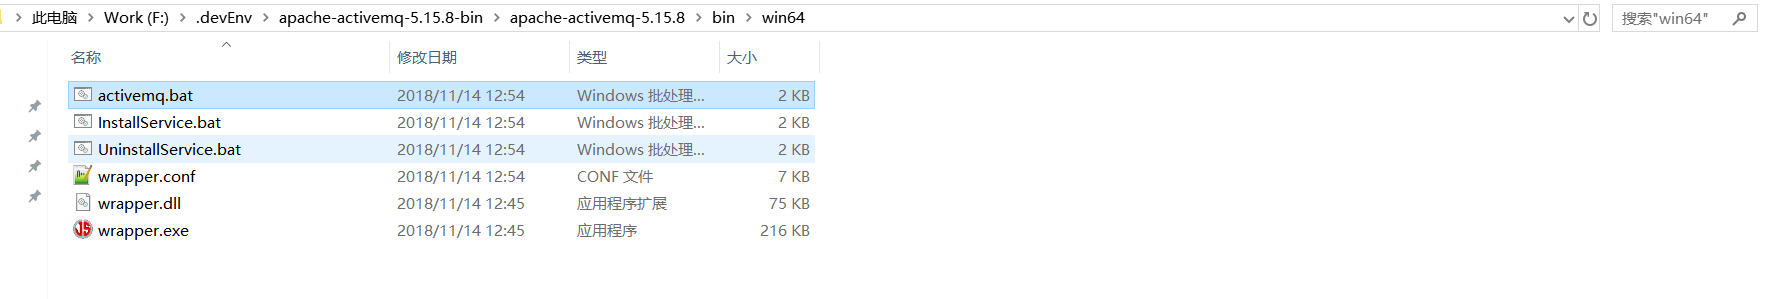 此电脑 > Work (F:) > .devEnv > apache-activemq-5.15.8-bin > apache-activemq-5.15.8 > bin > win64 搜索"win64"
名称 修改日期 类型 大小
activemq.bat 2018/11/14 12:54 Windows 批处理... 2 KB
InstallService.bat 2018/11/14 12:54 Windows 批处理... 2 KB
UninstallService.bat 2018/11/14 12:54 Windows 批处理... 2 KB
wrapper.conf 2018/11/14 12:54 CONF 文件 7 KB
wrapper.dll 2018/11/14 12:45 应用程序扩展 75 KB
wrapper.exe 2018/11/14 12:45 应用程序 216 KB